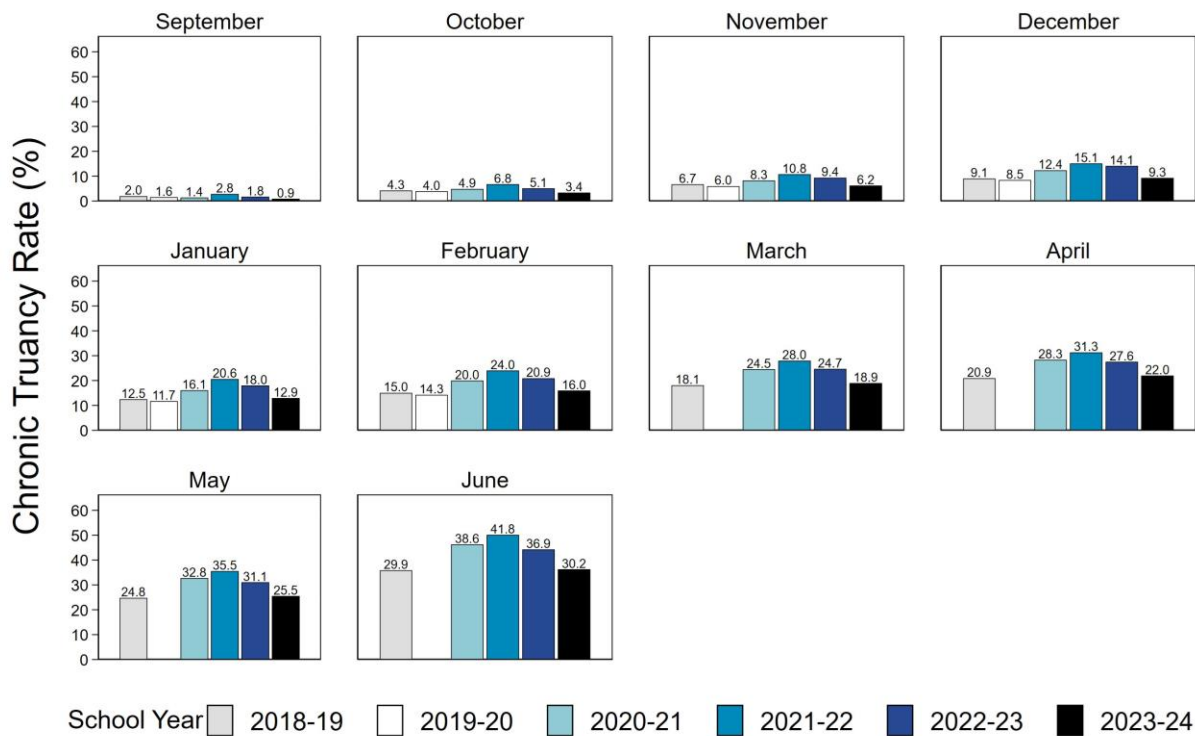 September October November December
Chronic Truancy Rate (%)
60
50
40
30
20
10
0
2.0 1.6 1.4 2.8 1.8 0.9
4.3 4.0 4.9 6.8 5.1 3.4
6.7 6.0 8.3 10.8 9.4 6.2
9.1 8.5 12.4 15.1 14.1 9.3
January February March April
60
50
40
30
20
10
0
12.5 11.7 16.1 20.6 18.0 12.9
15.0 14.3 20.0 24.0 20.9 16.0
18.1 24.5 28.0 24.7 18.9
20.9 28.3 31.3 27.6 22.0
May June
60
50
40
30
20
10
0
24.8 32.8 35.5 31.1 25.5
29.9 38.6 41.8 36.9 30.2
School Year 2018-19 2019-20 2020-21 2021-22 2022-23 2023-24